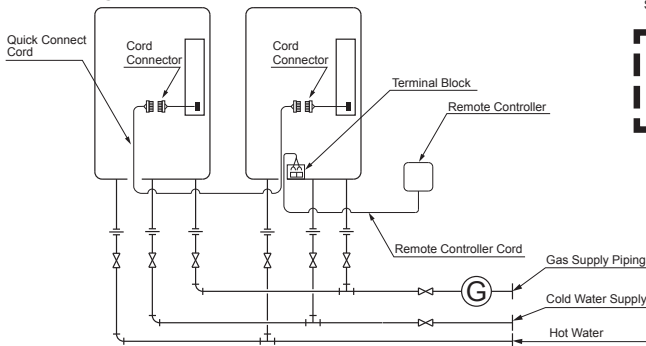 Quick Connect
Cord
Cord
Connector
Cord
Connector
Terminal Block
Remote Controller
Remote Controller Cord
Gas Supply Piping
G
Cold Water Supply
Hot Water